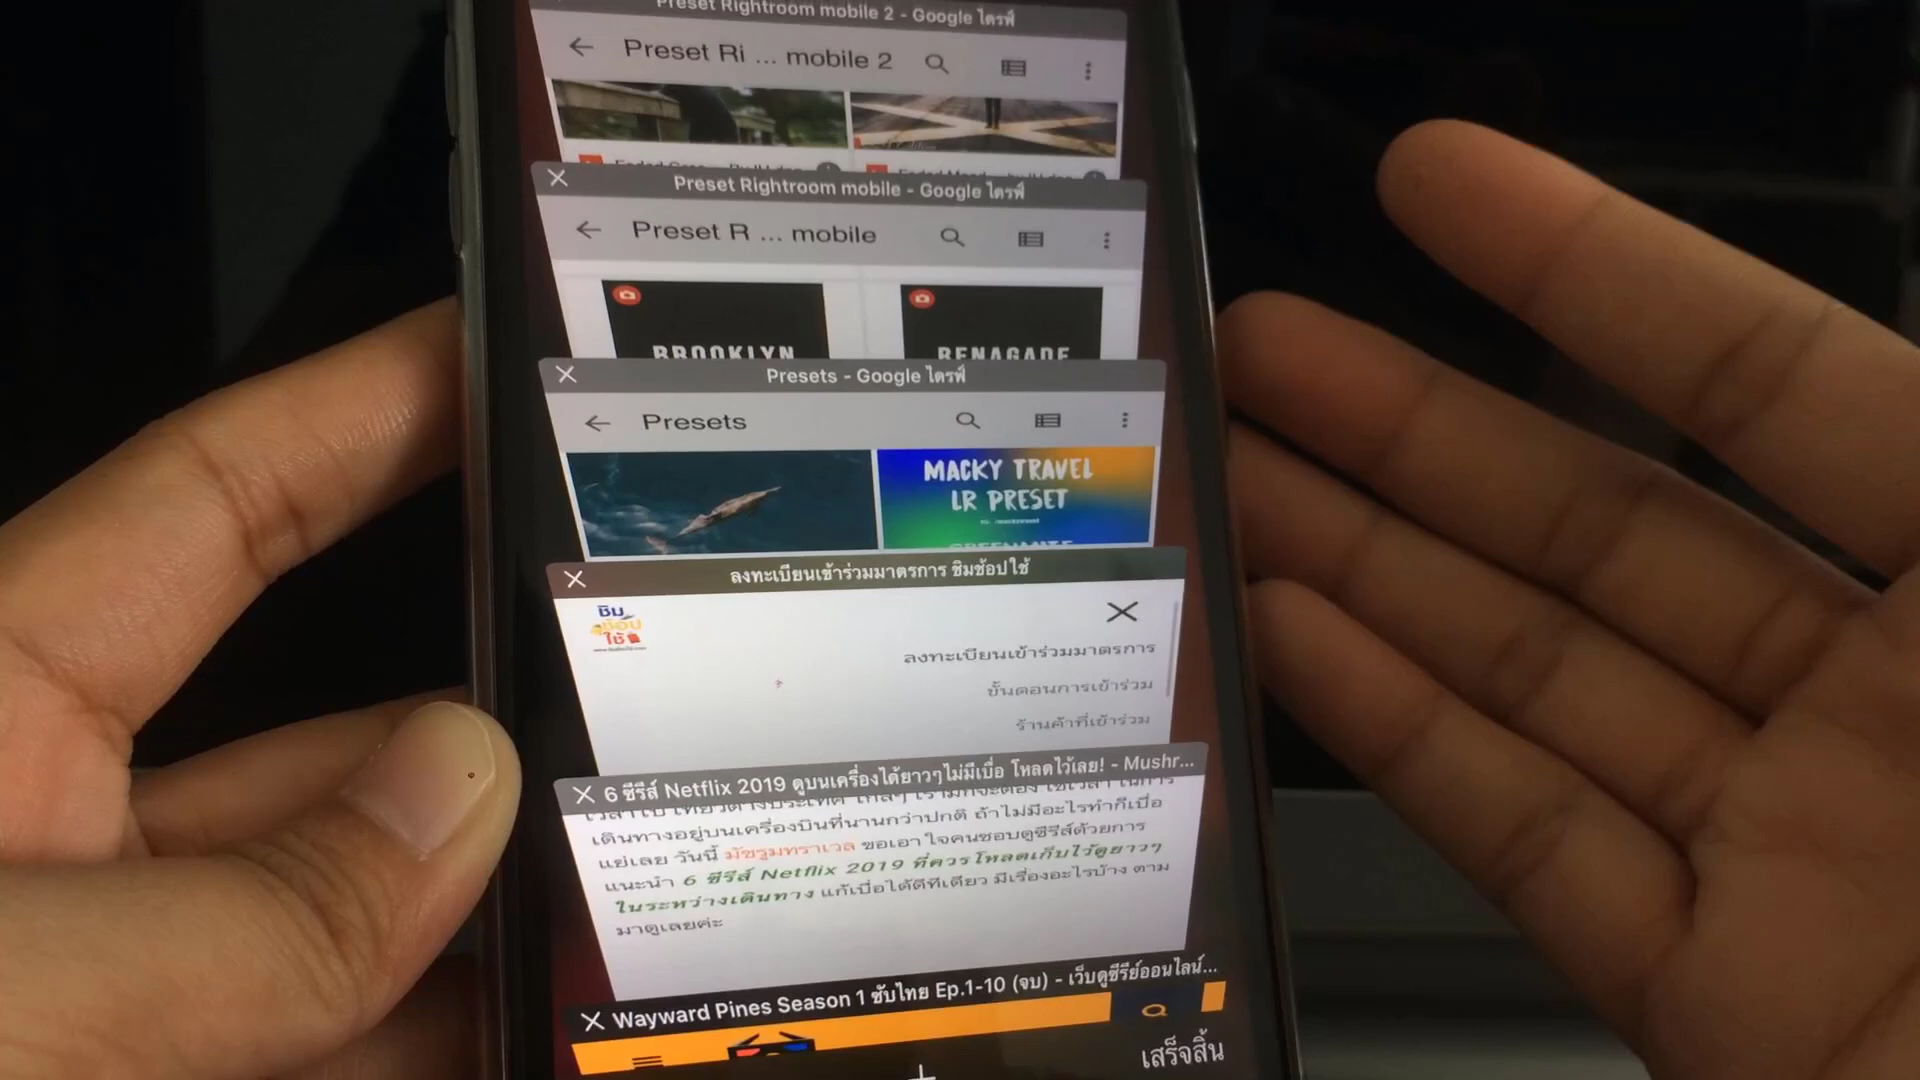 Preset Rightroom mobile 2 - Google ไดรฟ์
Preset Ri ... mobile 2
Preset Rightroom mobile - Google ไดรฟ์
Preset R ... mobile
BROOKLYN
RENAGADE
Presets - Google ไดรฟ์
Presets
MACKY TRAVEL
LR PRESET
ลงทะเบียนเข้าร่วมมาตรการ ชิมช้อปใช้
ชิม
ช้อป
ใช้
ลงทะเบียนเข้าร่วมมาตรการ
ขั้นตอนการเข้าร่วม
ร้านค้าที่เข้าร่วม
6 ซีรีส์ Netflix 2019 ดูบนเครื่องได้ยาวๆไม่มีเบื่อ โหลดไว้เลย! - Mushr...
เดินทางอยู่บนเครื่องบินที่นานกว่าปกติ ถ้าไม่มีอะไรทำก็เบื่อ
แย่เลย วันนี้ มัชรูมทราเวล ขอเอาใจคนชอบดูซีรีส์ด้วยการ
แนะนำ 6 ซีรีส์ Netflix 2019 ที่ควรโหลดเก็บไว้ดูยาวๆ
ในระหว่างเดินทาง แก้เบื่อได้ดีทีเดียว มีเรื่องอะไรบ้าง ตาม
มาดูเลยค่ะ
Wayward Pines Season 1 ซับไทย Ep.1-10 (จบ) - เว็บดูซีรีย์ออนไลน์...
เสร็จสิ้น